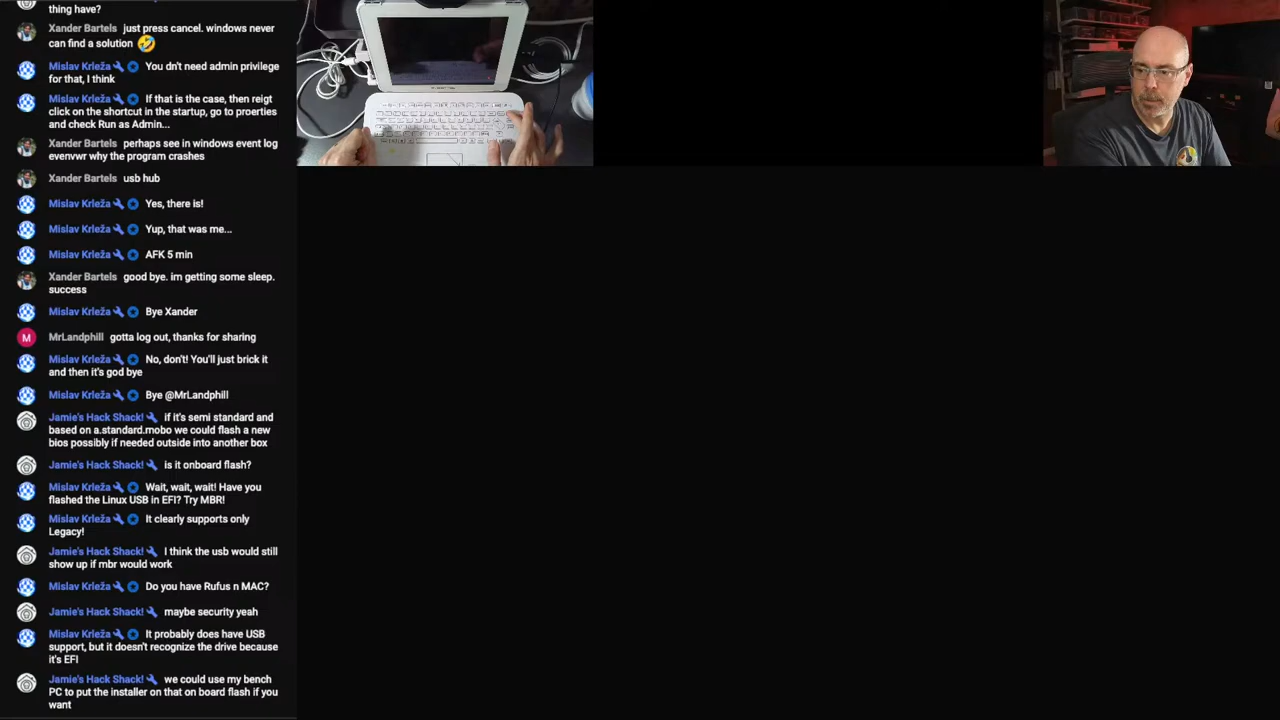 thing have?
Xander Bartels just press cancel. windows never
can find a solution 🤣
Mislav Krleža You dn't need admin privilege
for that, I think
Mislav Krleža If that is the case, then reigt
click on the shortcut in the startup, go to proerties
and check Run as Admin...
Xander Bartels perhaps see in windows event log
evenvwr why the program crashes
Xander Bartels usb hub
Mislav Krleža Yes, there is!
Mislav Krleža Yup, that was me...
Mislav Krleža AFK 5 min
Xander Bartels good bye. im getting some sleep.
success
Mislav Krleža Bye Xander
M MrLandphill gotta log out, thanks for sharing
Mislav Krleža No, don't! You'll just brick it
and then it's god bye
Mislav Krleža Bye @MrLandphill
Jamie's Hack Shack! if it's semi standard and
based on a.standard.mobo we could flash a new
bios possibly if needed outside into another box
Jamie's Hack Shack! is it onboard flash?
Mislav Krleža Wait, wait, wait! Have you
flashed the Linux USB in EFI? Try MBR!
Mislav Krleža It clearly supports only
Legacy!
Jamie's Hack Shack! I think the usb would still
show up if mbr would work
Mislav Krleža Do you have Rufus n MAC?
Jamie's Hack Shack! maybe security yeah
Mislav Krleža It probably does have USB
support, but it doesn't recognize the drive because
it's EFI
Jamie's Hack Shack! we could use my bench
PC to put the installer on that on board flash if you
want